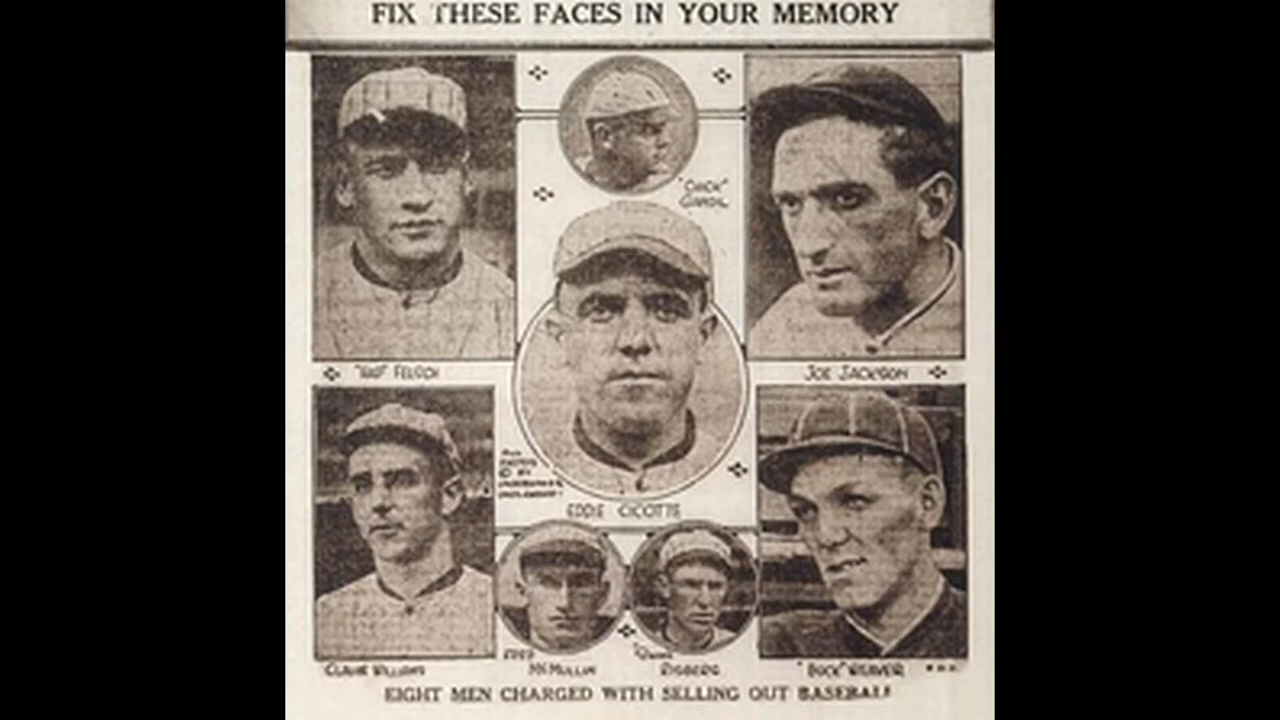 FIX THESE FACES IN YOUR MEMORY
"CHICK"
GANDIL
"HAP" FELSCH
JOE JACKSON
EDDIE CICOTTE
CLAUDE WILLIAMS
FRED
McMULLIN
RISBERG
"BUCK" WEAVER
EIGHT MEN CHARGED WITH SELLING OUT BASEBALL